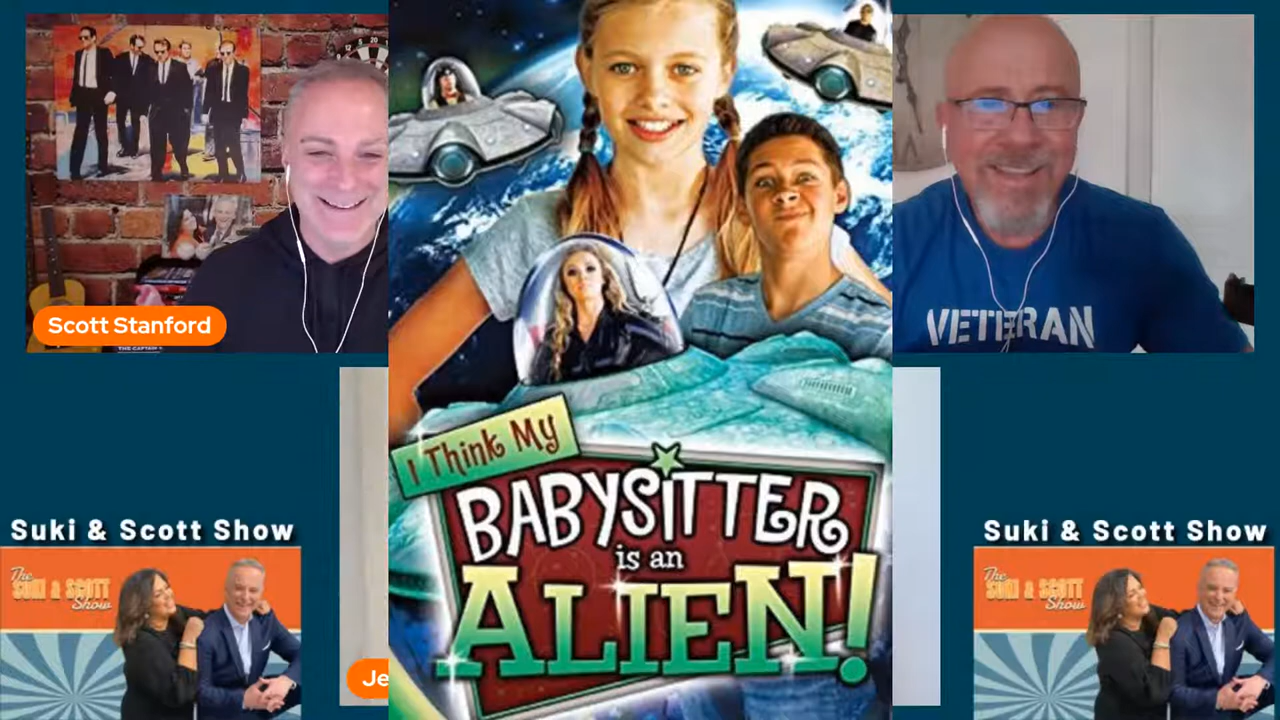 Scott Stanford
VETERAN
I Think My
BABYSITTER
is an
ALIEN!
Je
Suki & Scott Show
The
SUKI & SCOTT
Show
Suki & Scott Show
The
SUKI & SCOTT
Show